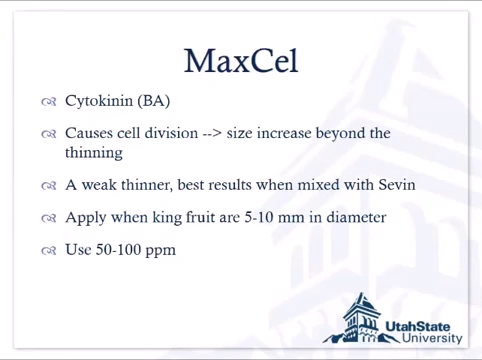 MaxCel
Cytokinin (BA)
Causes cell division --> size increase beyond the
thinning
A weak thinner, best results when mixed with Sevin
Apply when king fruit are 5-10 mm in diameter
Use 50-100 ppm
UtahState
University